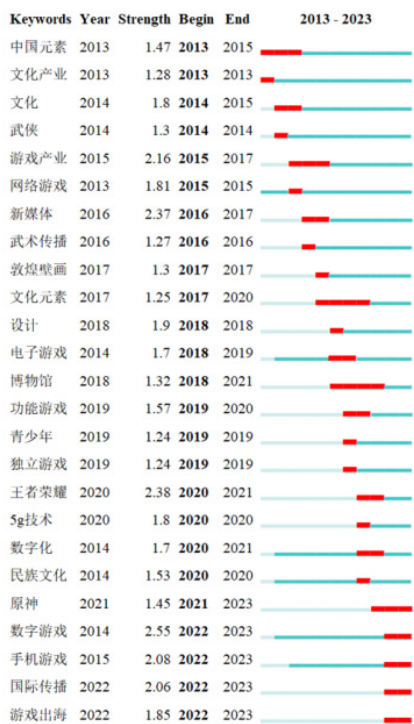 Keywords Year Strength Begin End 2013 - 2023
中国元素 2013 1.47 2013 2015
文化产业 2013 1.28 2013 2013
文化 2014 1.8 2014 2015
武侠 2014 1.3 2014 2014
游戏产业 2015 2.16 2015 2017
网络游戏 2013 1.81 2015 2015
新媒体 2016 2.37 2016 2017
武术传播 2016 1.27 2016 2016
敦煌壁画 2017 1.3 2017 2017
文化元素 2017 1.25 2017 2020
设计 2018 1.9 2018 2018
电子游戏 2014 1.7 2018 2019
博物馆 2018 1.32 2018 2021
功能游戏 2019 1.57 2019 2020
青少年 2019 1.24 2019 2019
独立游戏 2019 1.24 2019 2019
王者荣耀 2020 2.38 2020 2021
5g技术 2020 1.8 2020 2020
数字化 2014 1.7 2020 2021
民族文化 2014 1.53 2020 2020
原神 2021 1.45 2021 2023
数字游戏 2014 2.55 2022 2023
手机游戏 2015 2.08 2022 2023
国际传播 2022 2.06 2022 2023
游戏出海 2022 1.85 2022 2023